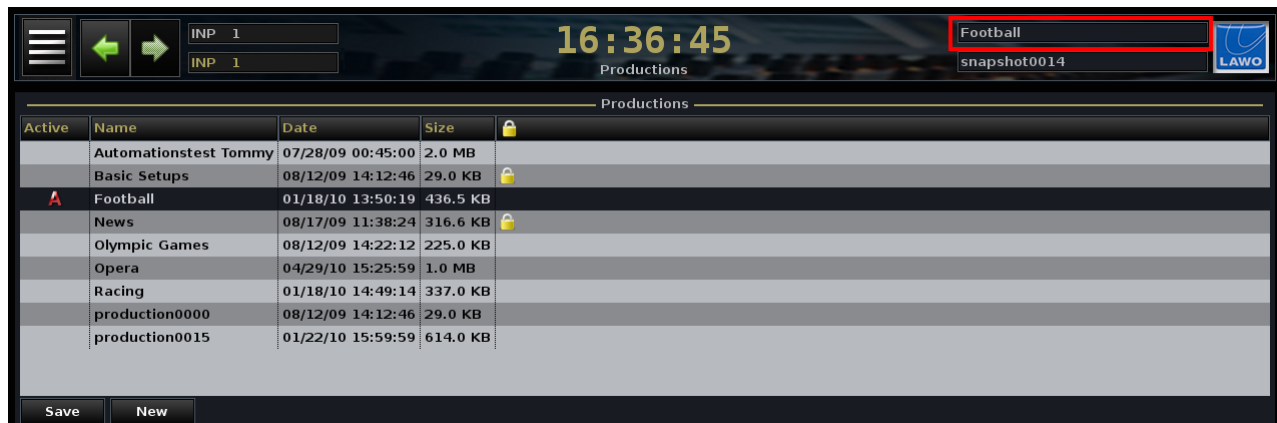 INP 1
INP 1
16:36:45
Productions
Football
snapshot0014
LAWO
Productions
Active Name Date Size
Automationstest Tommy 07/28/09 00:45:00 2.0 MB
Basic Setups 08/12/09 14:12:46 29.0 KB
A Football 01/18/10 13:50:19 436.5 KB
News 08/17/09 11:38:24 316.6 KB
Olympic Games 08/12/09 14:22:12 225.0 KB
Opera 04/29/10 15:25:59 1.0 MB
Racing 01/18/10 14:49:14 337.0 KB
production0000 08/12/09 14:12:46 29.0 KB
production0015 01/22/10 15:59:59 614.0 KB
Save New